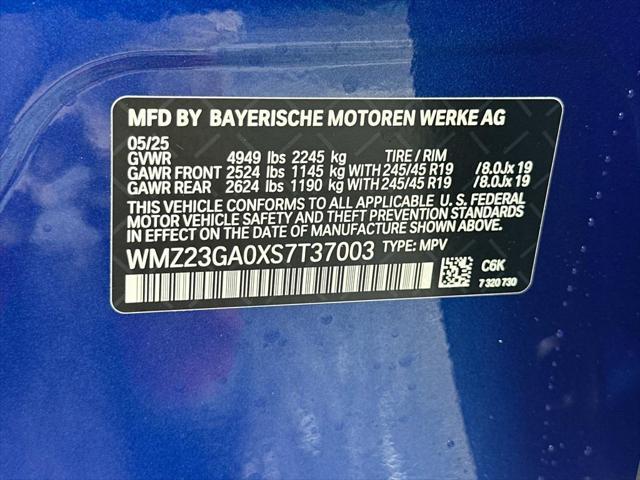 MFD BY BAYERISCHE MOTOREN WERKE AG
05/25
GVWR 4949 lbs 2245 kg TIRE / RIM
GAWR FRONT 2524 lbs 1145 kg WITH 245/45 R19 /8.0Jx 19
GAWR REAR 2624 lbs 1190 kg WITH 245/45 R19 /8.0Jx 19
THIS VEHICLE CONFORMS TO ALL APPLICABLE U. S. FEDERAL
MOTOR VEHICLE SAFETY AND THEFT PREVENTION STANDARDS
IN EFFECT ON THE DATE OF MANUFACTURE SHOWN ABOVE.
WMZ23GA0XS7T37003 TYPE: MPV
C6K
7 320 730